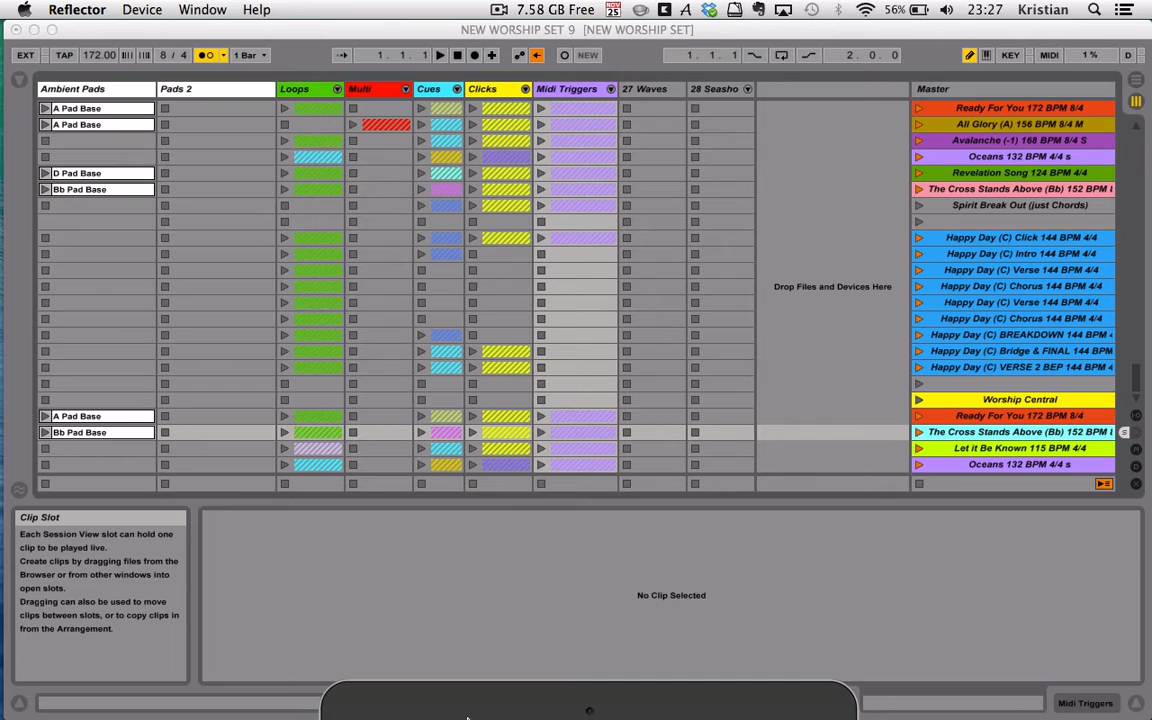 Reflector Device Window Help 7.58 GB Free NOV 25 56% 23:27 Kristian
NEW WORSHIP SET 9 [NEW WORSHIP SET]
EXT TAP 172.00 8 / 4 1 Bar 1. 1. 1 NEW 1. 1. 1 2. 0. 0 KEY MIDI 1 % D
Ambient Pads Pads 2 Loops Multi Cues Clicks Midi Triggers 27 Waves 28 Seasho Master
A Pad Base Ready For You 172 BPM 8/4
A Pad Base All Glory (A) 156 BPM 8/4 M
Avalanche (-1) 168 BPM 8/4 S
Oceans 132 BPM 4/4 s
D Pad Base Revelation Song 124 BPM 4/4
Bb Pad Base The Cross Stands Above (Bb) 152 BPM
Spirit Break Out (just Chords)
Happy Day (C) Click 144 BPM 4/4
Happy Day (C) Intro 144 BPM 4/4
Happy Day (C) Verse 144 BPM 4/4
Drop Files and Devices Here Happy Day (C) Chorus 144 BPM 4/4
Happy Day (C) Verse 144 BPM 4/4
Happy Day (C) Chorus 144 BPM 4/4
Happy Day (C) BREAKDOWN 144 BPM 4
Happy Day (C) Bridge & FINAL 144 BPM
Happy Day (C) VERSE 2 BEP 144 BPM 4/
Worship Central
A Pad Base Ready For You 172 BPM 8/4
Bb Pad Base The Cross Stands Above (Bb) 152 BPM S
Let it Be Known 115 BPM 4/4
Oceans 132 BPM 4/4 s
Clip Slot
Each Session View slot can hold one
clip to be played live.
Create clips by dragging files from the
Browser or from other windows into
open slots.
Dragging can also be used to move
clips between slots, or to copy clips in
from the Arrangement.
No Clip Selected
Midi Triggers